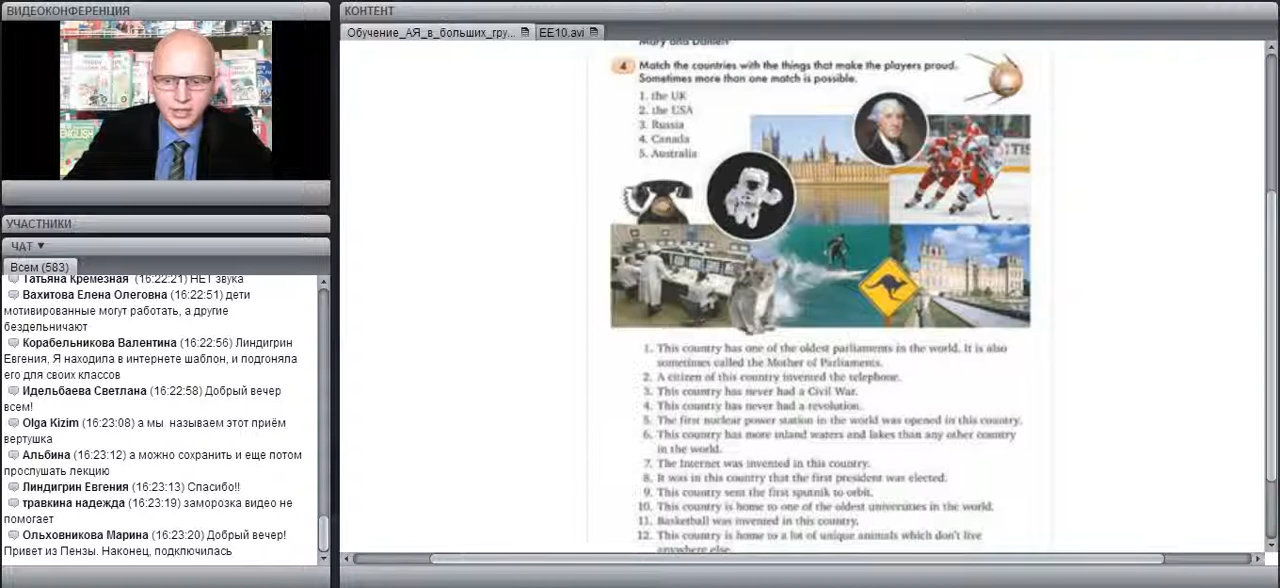 ВИДЕОКОНФЕРЕНЦИЯ
ENGLISH
УЧАСТНИКИ
ЧАТ ▼
Всем (583)
Татьяна Кремезная (16:22:21) НЕТ звука
Вахитова Елена Олеговна (16:22:51) дети
мотивированные могут работать, а другие
бездельничают
Корабельникова Валентина (16:22:56) Линдигрин
Евгения, Я находила в интернете шаблон, и подгоняла
его для своих классов
Идельбаева Светлана (16:22:58) Добрый вечер
всем!
Olga Kizim (16:23:08) а мы называем этот приём
вертушка
Альбина (16:23:12) а можно сохранить и еще потом
прослушать лекцию
Линдигрин Евгения (16:23:13) Спасибо!!
травкина надежда (16:23:19) заморозка видео не
помогает
Ольховникова Марина (16:23:20) Добрый вечер!
Привет из Пензы. Наконец, подключилась
КОНТЕНТ
Обучение_АЯ_в_больших_гру...
EE10.avi
Mary and Daniel?
4 Match the countries with the things that make the players proud.
Sometimes more than one match is possible.
1. the UK
2. the USA
3. Russia
4. Canada
5. Australia
1. This country has one of the oldest parliaments in the world. It is also
sometimes called the Mother of Parliaments.
2. A citizen of this country invented the telephone.
3. This country has never had a Civil War.
4. This country has never had a revolution.
5. The first nuclear power station in the world was opened in this country.
6. This country has more inland waters and lakes than any other country
in the world.
7. The Internet was invented in this country.
8. It was in this country that the first president was elected.
9. This country sent the first sputnik to orbit.
10. This country is home to one of the oldest universities in the world.
11. Basketball was invented in this country.
12. This country is home to a lot of unique animals which don't live
anywhere else.